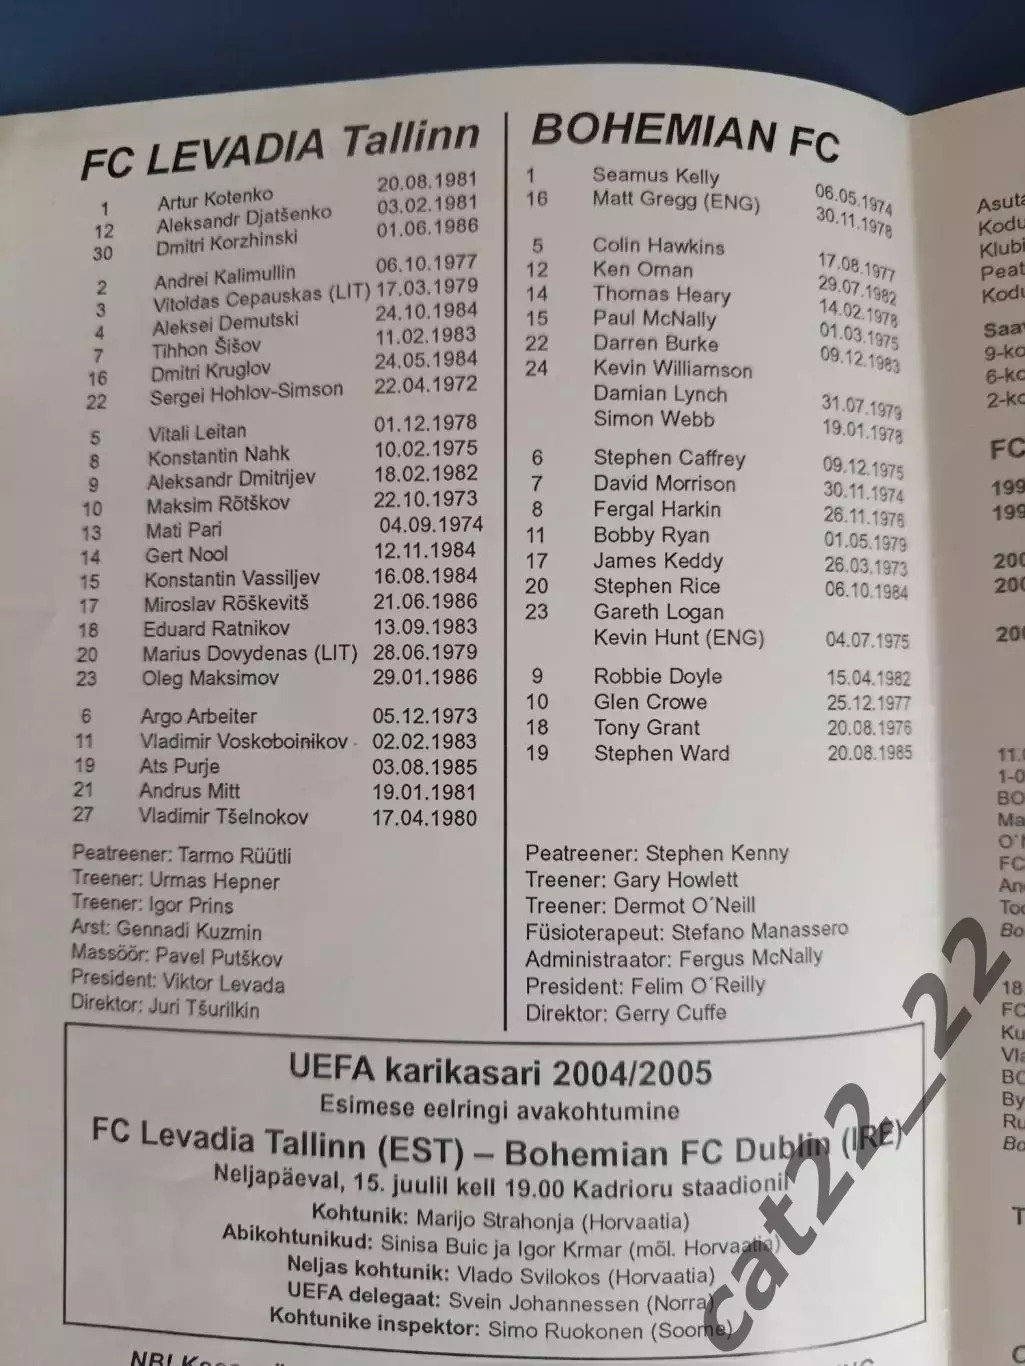 FC LEVADIA Tallinn
1 Artur Kotenko 20.08.1981
12 Aleksandr Djatšenko 03.02.1981
30 Dmitri Korzhinski 01.06.1986
2 Andrei Kalimullin 06.10.1977
3 Vitoldas Cepauskas (LIT) 17.03.1979
4 Aleksei Demutski 24.10.1984
7 Tihhon Šišov 11.02.1983
16 Dmitri Kruglov 24.05.1984
22 Sergei Hohlov-Simson 22.04.1972
5 Vitali Leitan 01.12.1978
8 Konstantin Nahk 10.02.1975
9 Aleksandr Dmitrijev 18.02.1982
10 Maksim Rõtškov 22.10.1973
13 Mati Pari 04.09.1974
14 Gert Nool 12.11.1984
15 Konstantin Vassiljev 16.08.1984
17 Miroslav Rõškevitš 21.06.1986
18 Eduard Ratnikov 13.09.1983
20 Marius Dovydenas (LIT) 28.06.1979
23 Oleg Maksimov 29.01.1986
6 Argo Arbeiter 05.12.1973
11 Vladimir Voskoboinikov - 02.02.1983
19 Ats Purje 03.08.1985
21 Andrus Mitt 19.01.1981
27 Vladimir Tšelnokov 17.04.1980
Peatreener: Tarmo Rüütli
Treener: Urmas Hepner
Treener: Igor Prins
Arst: Gennadi Kuzmin
Massöör: Pavel Putškov
President: Viktor Levada
Direktor: Juri Tšurilkin
BOHEMIAN FC
1 Seamus Kelly 06.05.1974
16 Matt Gregg (ENG) 30.11.1978
5 Colin Hawkins 17.08.1977
12 Ken Oman 29.07.1982
14 Thomas Heary 14.02.1978
15 Paul McNally 01.03.1975
22 Darren Burke 09.12.1983
24 Kevin Williamson
Damian Lynch 31.07.1979
Simon Webb 19.01.1978
6 Stephen Caffrey 09.12.1975
7 David Morrison 30.11.1974
8 Fergal Harkin 26.11.1976
11 Bobby Ryan 01.05.1979
17 James Keddy 26.03.1973
20 Stephen Rice 06.10.1984
23 Gareth Logan
Kevin Hunt (ENG) 04.07.1975
9 Robbie Doyle 15.04.1982
10 Glen Crowe 25.12.1977
18 Tony Grant 20.08.1976
19 Stephen Ward 20.08.1985
Peatreener: Stephen Kenny
Treener: Gary Howlett
Treener: Dermot O´Neill
Füsioterapeut: Stefano Manassero
Administraator: Fergus McNally
President: Felim O´Reilly
Direktor: Gerry Cuffe
UEFA karikasari 2004/2005
Esimese eelringi avakohtumine
FC Levadia Tallinn (EST) – Bohemian FC Dublin (IRE)
Neljapäeval, 15. juulil kell 19.00 Kadrioru staadionil
Kohtunik: Marijo Strahonja (Horvaatia)
Abikohtunikud: Sinisa Buic ja Igor Krmar (mõl. Horvaatia)
Neljas kohtunik: Vlado Svilokos (Horvaatia)
UEFA delegaat: Svein Johannessen (Norra)
Kohtunike inspektor: Simo Ruokonen (Soome)
cat22_22